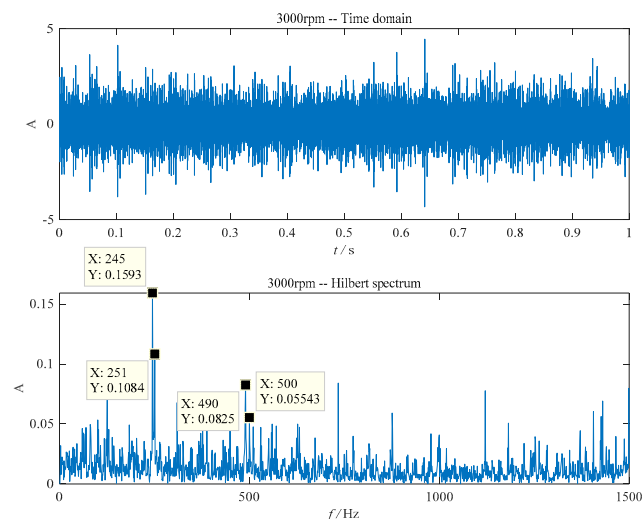 3000rpm -- Time domain
5
0
-5
A
0 0.1 0.2 0.3 0.4 0.5 0.6 0.7 0.8 0.9 1
t / s
X: 245
Y: 0.1593
3000rpm -- Hilbert spectrum
0.15
0.1
0.05
0
A
X: 251
Y: 0.1084
X: 490
Y: 0.0825
X: 500
Y: 0.05543
0 500 1000 1500
f / Hz